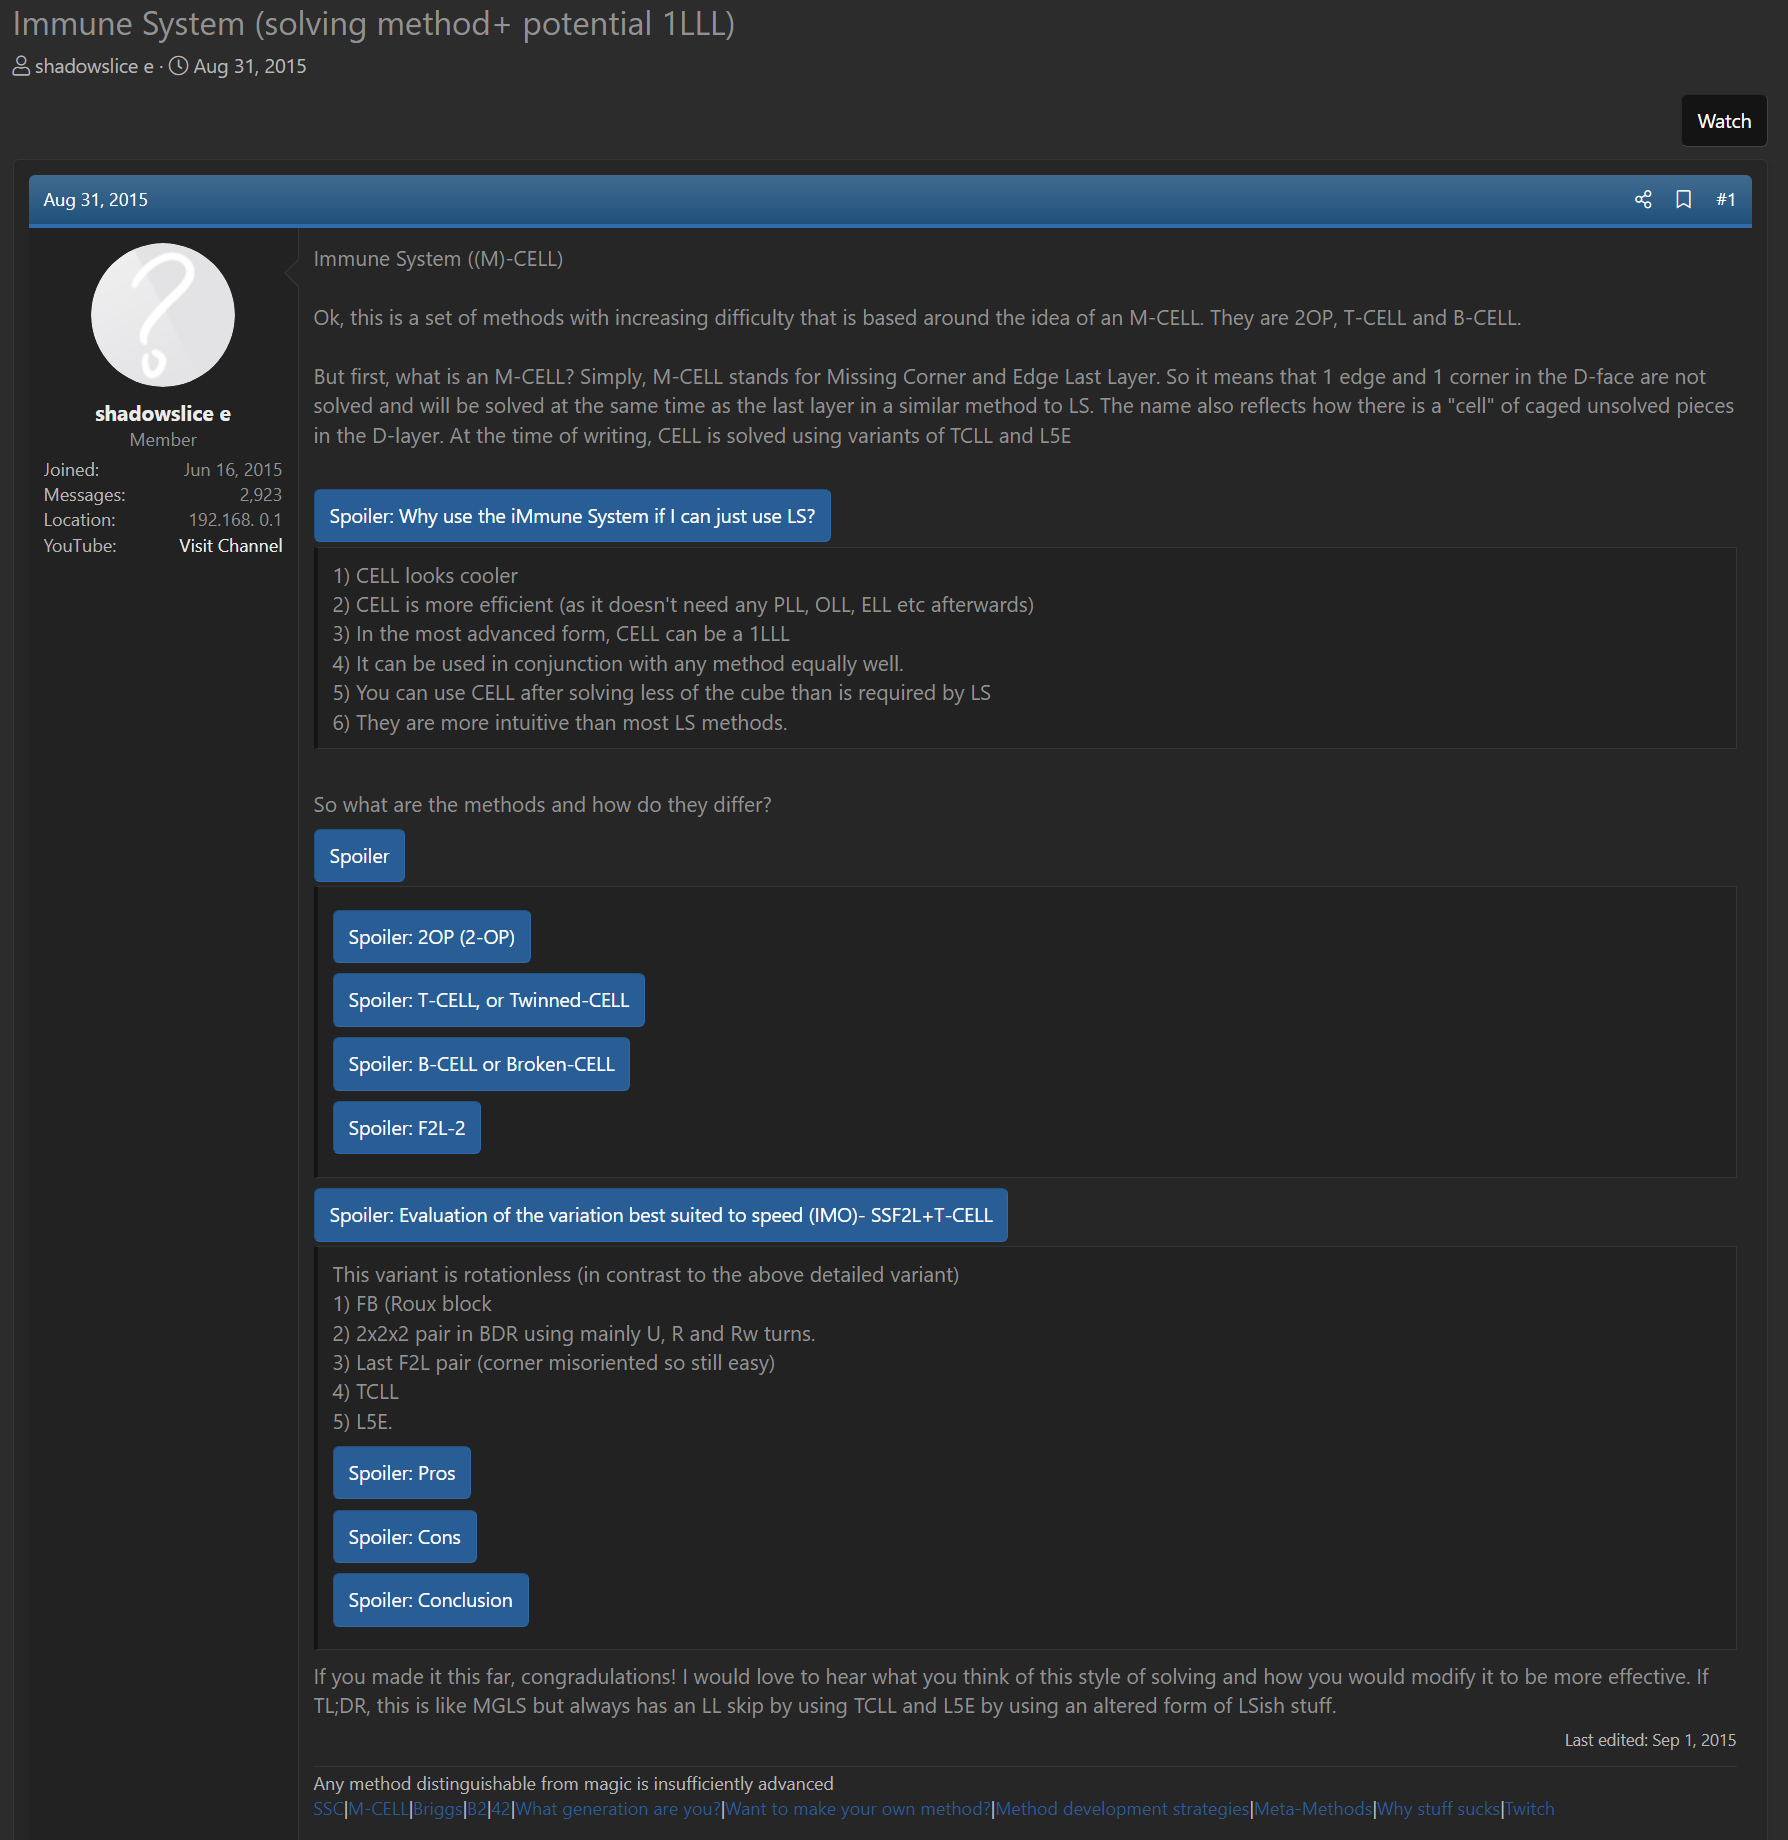 Immune System (solving method+ potential 1LLL)
shadowslice e · Aug 31, 2015
Watch
Aug 31, 2015
#1
shadowslice e
Member
Joined: Jun 16, 2015
Messages: 2,923
Location: 192.168. 0.1
YouTube: Visit Channel
Immune System ((M)-CELL)
Ok, this is a set of methods with increasing difficulty that is based around the idea of an M-CELL. They are 2OP, T-CELL and B-CELL.
But first, what is an M-CELL? Simply, M-CELL stands for Missing Corner and Edge Last Layer. So it means that 1 edge and 1 corner in the D-face are not
solved and will be solved at the same time as the last layer in a similar method to LS. The name also reflects how there is a "cell" of caged unsolved pieces
in the D-layer. At the time of writing, CELL is solved using variants of TCLL and L5E
Spoiler: Why use the iMmune System if I can just use LS?
1) CELL looks cooler
2) CELL is more efficient (as it doesn't need any PLL, OLL, ELL etc afterwards)
3) In the most advanced form, CELL can be a 1LLL
4) It can be used in conjunction with any method equally well.
5) You can use CELL after solving less of the cube than is required by LS
6) They are more intuitive than most LS methods.
So what are the methods and how do they differ?
Spoiler
Spoiler: 2OP (2-OP)
Spoiler: T-CELL, or Twinned-CELL
Spoiler: B-CELL or Broken-CELL
Spoiler: F2L-2
Spoiler: Evaluation of the variation best suited to speed (IMO)- SSF2L+T-CELL
This variant is rotationless (in contrast to the above detailed variant)
1) FB (Roux block
2) 2x2x2 pair in BDR using mainly U, R and Rw turns.
3) Last F2L pair (corner misoriented so still easy)
4) TCLL
5) L5E.
Spoiler: Pros
Spoiler: Cons
Spoiler: Conclusion
If you made it this far, congradulations! I would love to hear what you think of this style of solving and how you would modify it to be more effective. If
TL;DR, this is like MGLS but always has an LL skip by using TCLL and L5E by using an altered form of LSish stuff.
Last edited: Sep 1, 2015
Any method distinguishable from magic is insufficiently advanced
SSC|M-CELL|Briggs|B2|42|What generation are you?|Want to make your own method?|Method development strategies|Meta-Methods|Why stuff sucks|Twitch